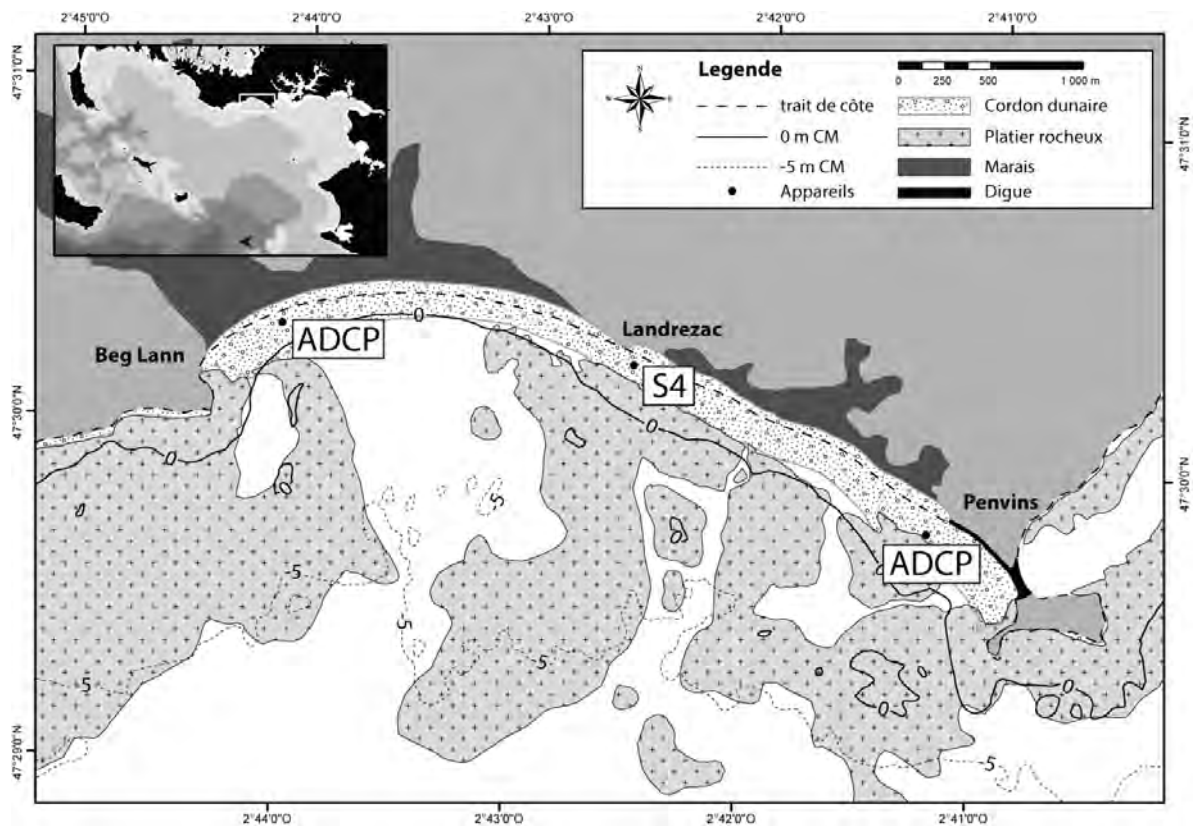 2°45'0"O 2°44'0"O 2°43'0"O 2°42'0"O 2°41'0"O
47°31'0"N
47°30'0"N
47°29'0"N
Legende
0 250 500 1 000 m
trait de côte
0 m CM
-5 m CM
Appareils
Cordon dunaire
Platier rocheux
Marais
Digue
Beg Lann
ADCP
0
Landrezac
S4
0
0
0
Penvins
ADCP
0
-5
-5
-5
-5
-5
0
0
0
0
-5
47°31'0"N
47°30'0"N
2°44'0"O 2°43'0"O 2°42'0"O 2°41'0"O